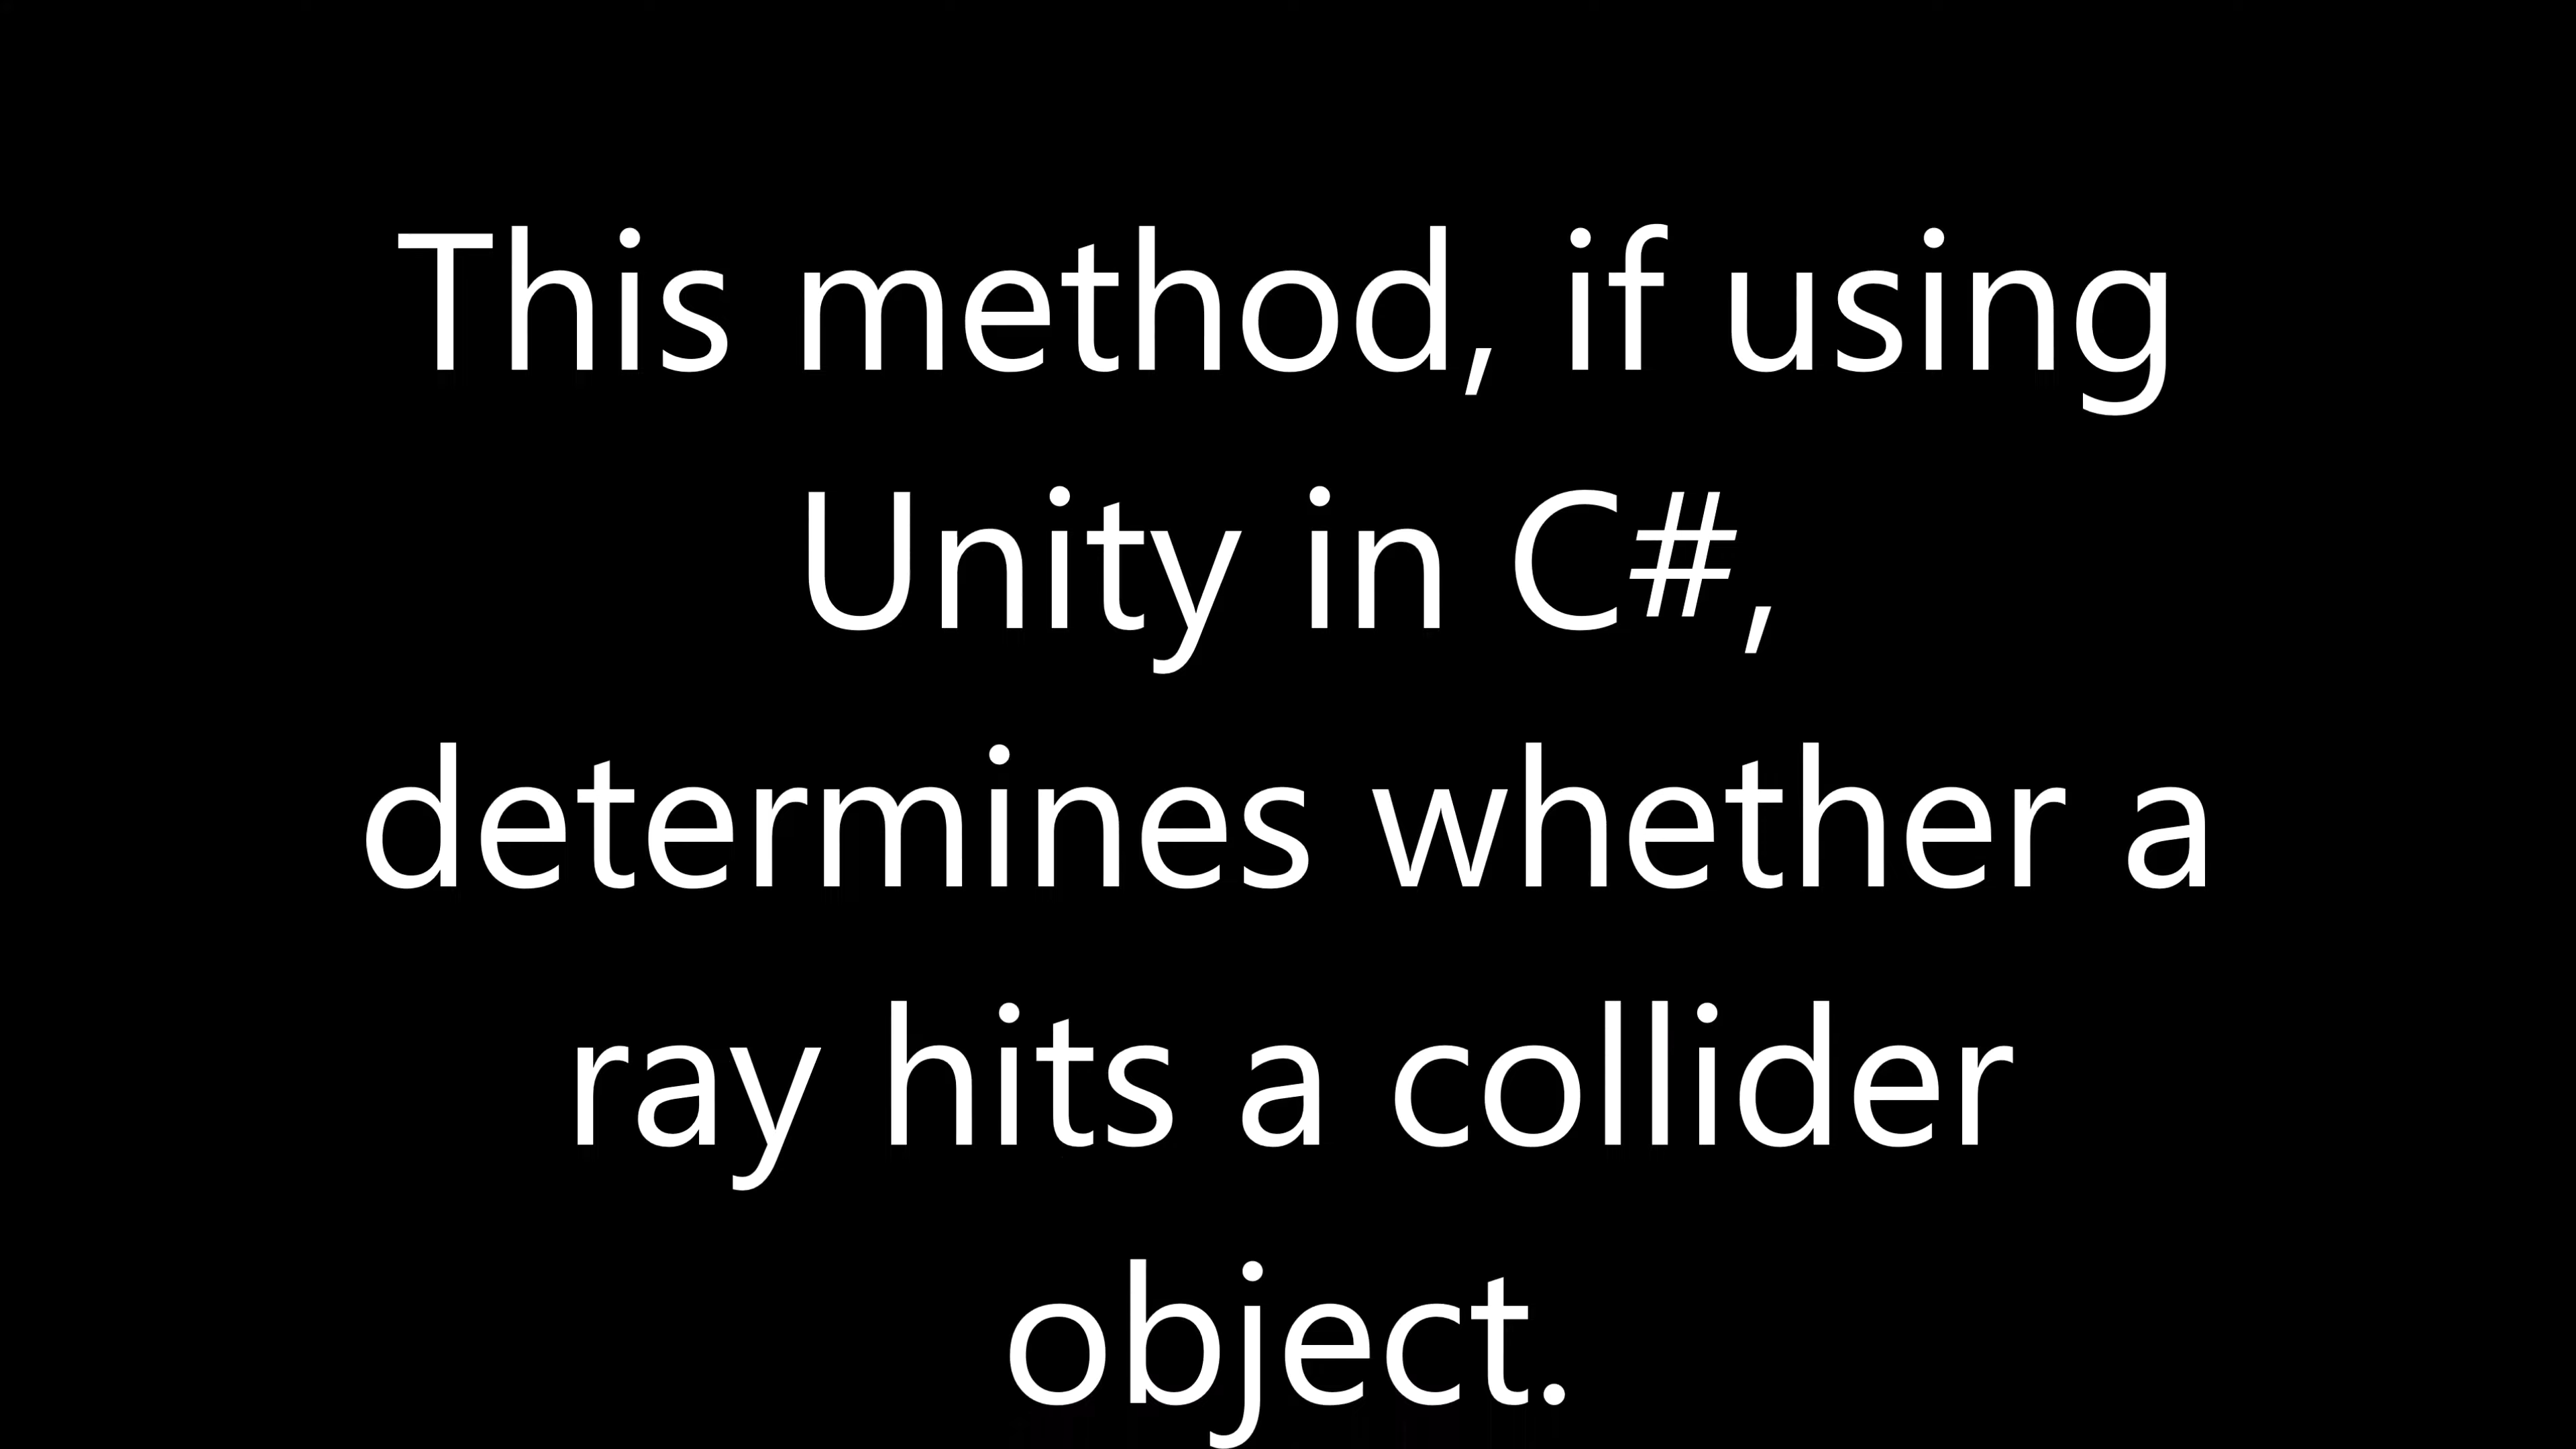 This method, if using
Unity in C#,
determines whether a
ray hits a collider
object.